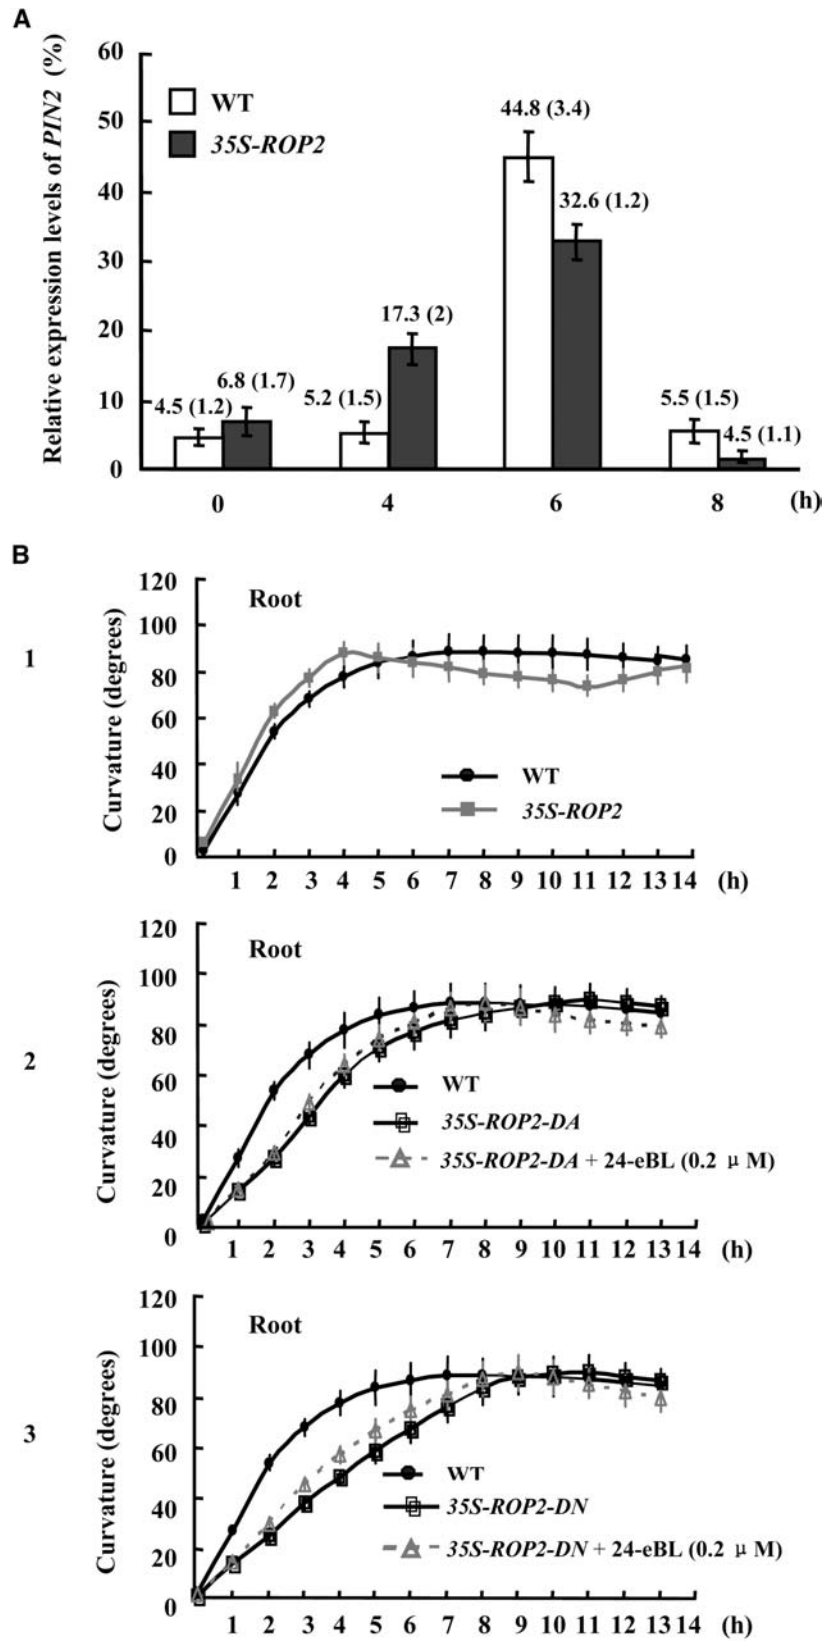 A
Relative expression levels of PIN2 (%)
60
50
40
30
20
10
0
WT
35S-ROP2
4.5 (1.2)
6.8 (1.7)
5.2 (1.5)
17.3 (2)
44.8 (3.4)
32.6 (1.2)
5.5 (1.5)
4.5 (1.1)
0 4 6 8 (h)
B
1
Curvature (degrees)
120
100
80
60
40
20
0
Root
WT
35S-ROP2
1 2 3 4 5 6 7 8 9 10 11 12 13 14 (h)
2
Curvature (degrees)
120
100
80
60
40
20
0
Root
WT
35S-ROP2-DA
35S-ROP2-DA + 24-eBL (0.2 μ M)
1 2 3 4 5 6 7 8 9 10 11 12 13 14 (h)
3
Curvature (degrees)
120
100
80
60
40
20
0
Root
WT
35S-ROP2-DN
35S-ROP2-DN + 24-eBL (0.2 μ M)
1 2 3 4 5 6 7 8 9 10 11 12 13 14 (h)